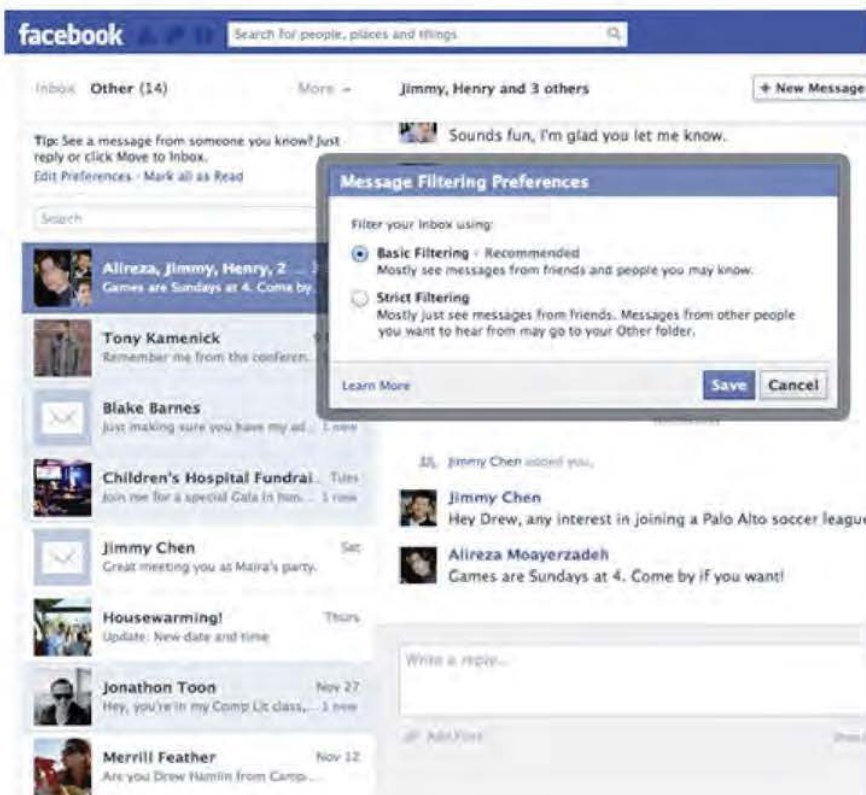 facebook
Search for people, places and things
Inbox Other (14) More
Jimmy, Henry and 3 others
+ New Message
Tip: See a message from someone you know? Just
reply or click Move to Inbox.
Edit Preferences · Mark all as Read
Search
Sounds fun, I'm glad you let me know.
Message Filtering Preferences
Filter your Inbox using:
Basic Filtering - Recommended
Mostly see messages from friends and people you may know.
Strict Filtering
Mostly just see messages from friends. Messages from other people
you want to hear from may go to your Other folder.
Learn More
Save Cancel
Alireza, Jimmy, Henry, 2 ...
Games are Sundays at 4. Come by
Tony Kamenick
Remember me from the conferen..
Blake Barnes
Just making sure you have my ad... 1 new
Children's Hospital Fundrai.. Tues
Join me for a special Gala in hon... 1 new
Jimmy Chen Sat
Great meeting you at Maira's party.
Housewarming! Thurs
Update: New date and time
Jonathon Toon Nov 27
Hey, you're in my Comp Lit class,... 1 new
Merrill Feather Nov 12
Are you Drew Hamlin from Camp...
Jimmy Chen added you.
Jimmy Chen
Hey Drew, any interest in joining a Palo Alto soccer league
Alireza Moayerzadeh
Games are Sundays at 4. Come by if you want!
Write a reply...